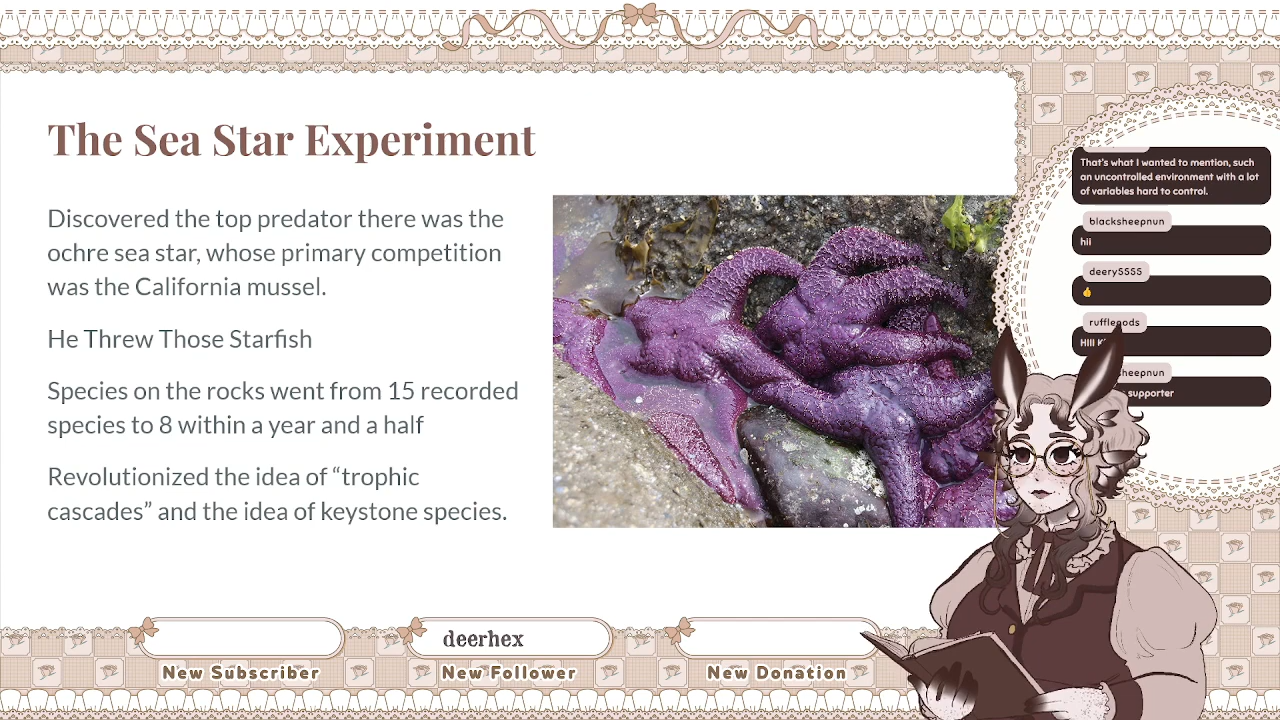 The Sea Star Experiment
Discovered the top predator there was the
ochre sea star, whose primary competition
was the California mussel.
He Threw Those Starfish
Species on the rocks went from 15 recorded
species to 8 within a year and a half
Revolutionized the idea of “trophic
cascades” and the idea of keystone species.
That's what I wanted to mention, such
an uncontrolled environment with a lot
of variables hard to control.
blacksheepnun
hii
deery5555
👍
rufflegods
HIII
sheepnun
supporter
deerhex
New Subscriber
New Follower
New Donation